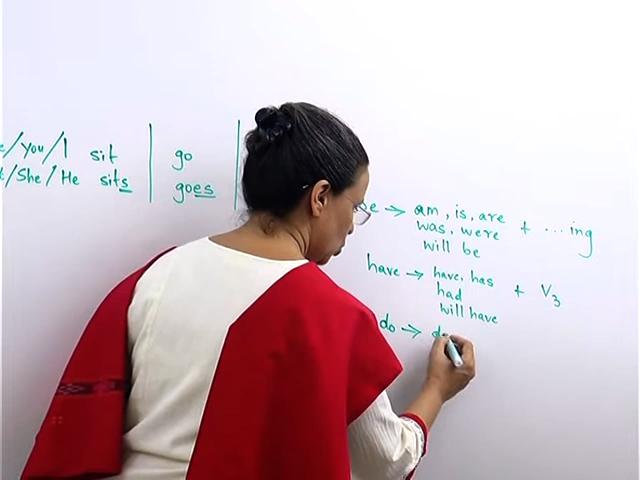 /You/I sit
/She/He sits
go
goes
→ am, is, are + ...ing
was, were
will be
have → have, has + V3
had
will have
do → do